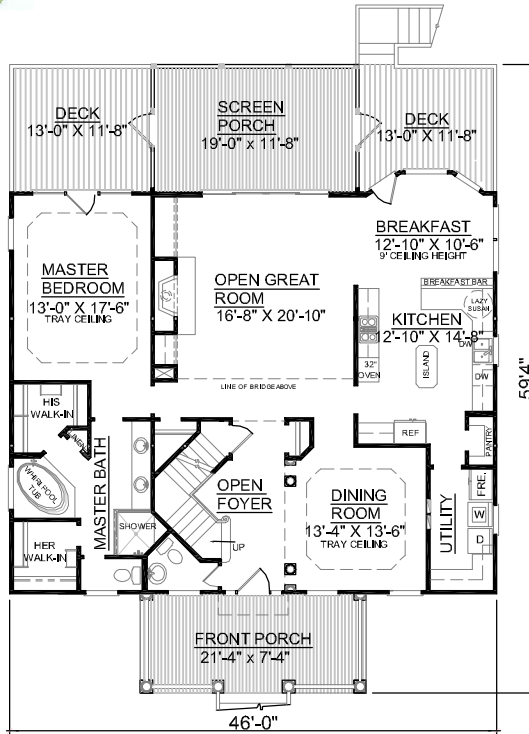 DECK
13'-0" X 11'-8"
SCREEN
PORCH
19'-0" x 11'-8"
DECK
13'-0" X 11'-8"
BREAKFAST
12'-10" X 10'-6"
9' CEILING HEIGHT
MASTER
BEDROOM
13'-0" X 17'-6"
TRAY CEILING
OPEN GREAT
ROOM
16'-8" X 20'-10"
BREAKFAST BAR
LAZY
SUSAN
KITCHEN
12'-10" X 14'-8"
DW
ISLAND
32"
OVEN
DW
LINE OF BRIDGE ABOVE
59'4"
HIS
WALK-IN
LINEN
REF
PANTRY
WHIRLPOOL
TUB
MASTER BATH
OPEN
FOYER
DINING
ROOM
13'-4" X 13'-6"
TRAY CEILING
UTILITY
FRE.
W
D
SHOWER
UP
HER
WALK-IN
FRONT PORCH
21'-4" x 7'-4"
46'-0"